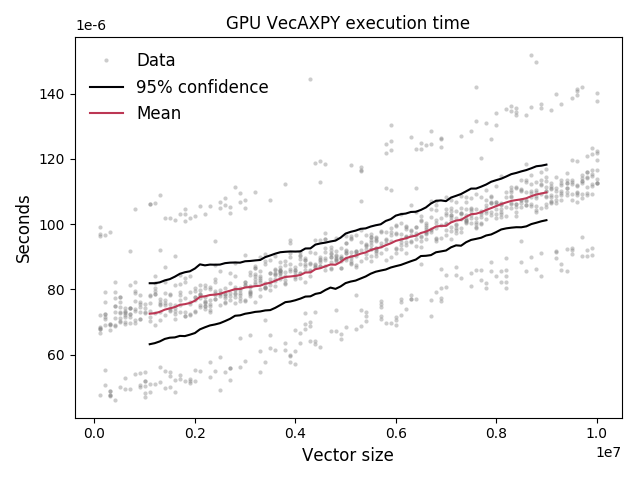 GPU VecAXPY execution time
1e-6
Data
95% confidence
Mean
140
120
100
80
60
Seconds
0.0 0.2 0.4 0.6 0.8 1.0
1e7
Vector size